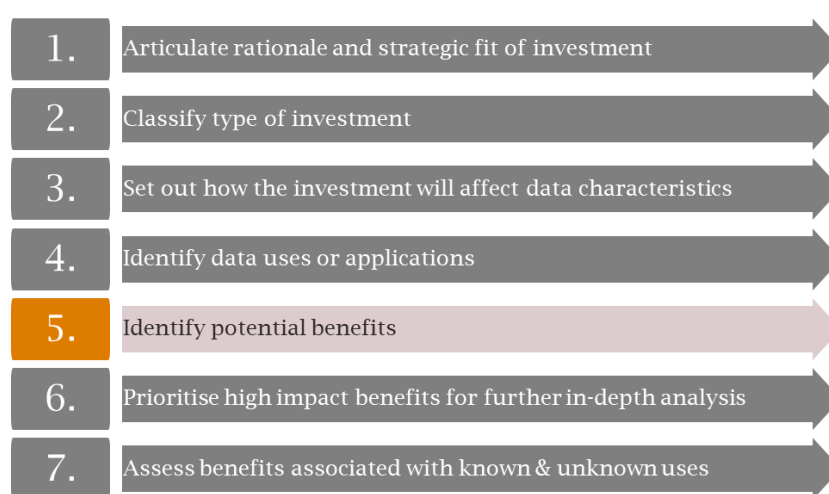 1. Articulate rationale and strategic fit of investment
2. Classify type of investment
3. Set out how the investment will affect data characteristics
4. Identify data uses or applications
5. Identify potential benefits
6. Prioritise high impact benefits for further in-depth analysis
7. Assess benefits associated with known & unknown uses